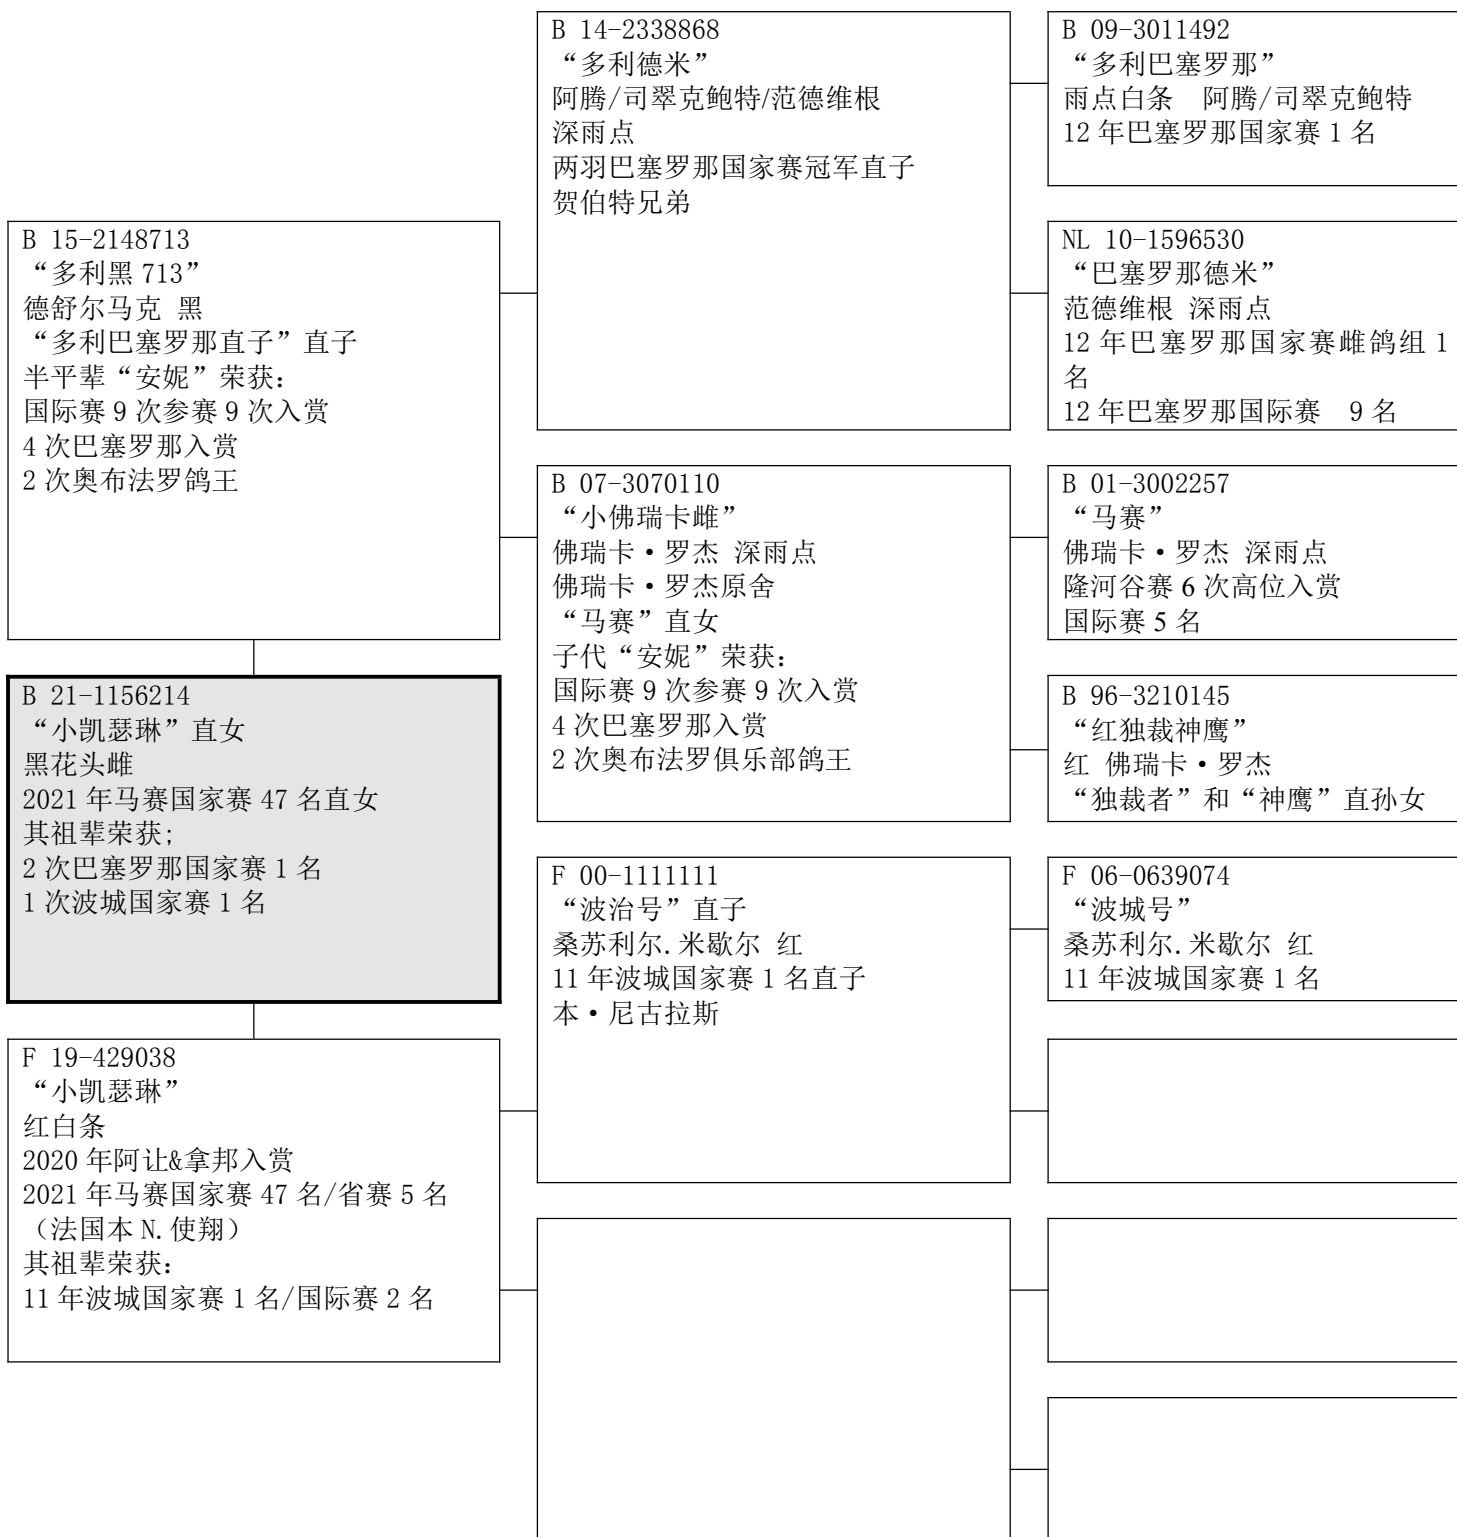 B 14-2338868
“多利德米”
阿腾/司翠克鲍特/范德维根
深雨点
两羽巴塞罗那国家赛冠军直子
贺伯特兄弟
B 09-3011492
“多利巴塞罗那”
雨点白条 阿腾/司翠克鲍特
12 年巴塞罗那国家赛 1 名
B 15-2148713
“多利黑 713”
德舒尔马克 黑
“多利巴塞罗那直子”直子
半平辈“安妮”荣获：
国际赛 9 次参赛 9 次入赏
4 次巴塞罗那入赏
2 次奥布法罗鸽王
NL 10-1596530
“巴塞罗那德米”
范德维根 深雨点
12 年巴塞罗那国家赛雌鸽组 1
名
12 年巴塞罗那国际赛 9 名
B 07-3070110
“小佛瑞卡雌”
佛瑞卡·罗杰 深雨点
佛瑞卡·罗杰原舍
“马赛”直女
子代“安妮”荣获：
国际赛 9 次参赛 9 次入赏
4 次巴塞罗那入赏
2 次奥布法罗俱乐部鸽王
B 01-3002257
“马赛”
佛瑞卡·罗杰 深雨点
隆河谷赛 6 次高位入赏
国际赛 5 名
B 21-1156214
“小凯瑟琳”直女
黑花头雌
2021 年马赛国家赛 47 名直女
其祖辈荣获;
2 次巴塞罗那国家赛 1 名
1 次波城国家赛 1 名
B 96-3210145
“红独裁神鹰”
红 佛瑞卡·罗杰
“独裁者”和“神鹰”直孙女
F 00-1111111
“波治号”直子
桑苏利尔.米歇尔 红
11 年波城国家赛 1 名直子
本·尼古拉斯
F 06-0639074
“波城号”
桑苏利尔.米歇尔 红
11 年波城国家赛 1 名
F 19-429038
“小凯瑟琳”
红白条
2020 年阿让&拿邦入赏
2021 年马赛国家赛 47 名/省赛 5 名
（法国本 N.使翔）
其祖辈荣获：
11 年波城国家赛 1 名/国际赛 2 名